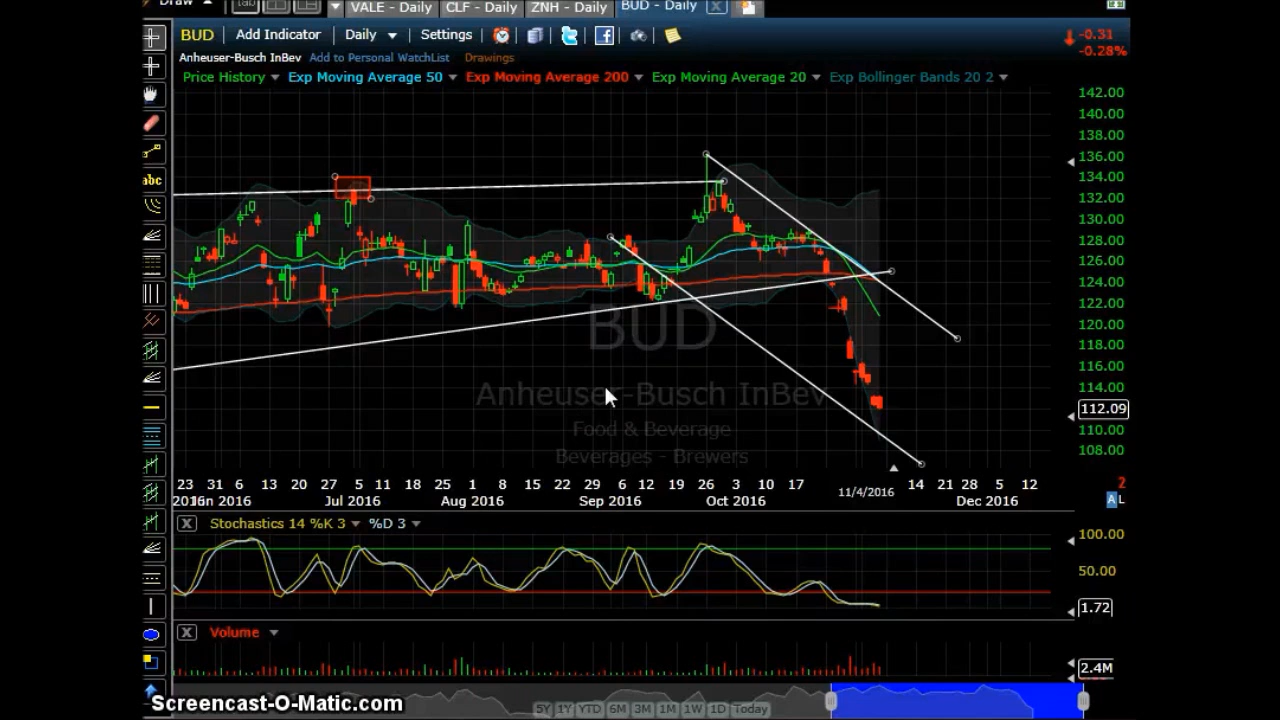 Draw
VALE - Daily CLF - Daily ZNH - Daily BUD - Daily X
BUD Add Indicator Daily Settings
-0.31
-0.28%
Anheuser-Busch InBev Add to Personal WatchList Drawings
Price History Exp Moving Average 50 Exp Moving Average 200 Exp Moving Average 20 Exp Bollinger Bands 20 2
abc
142.00
140.00
138.00
136.00
134.00
132.00
130.00
128.00
126.00
124.00
122.00
120.00
118.00
116.00
114.00
112.09
110.00
108.00
BUD
Anheuser-Busch InBev
Food & Beverage
Beverages - Brewers
23 31 6 13 20 27 5 11 18 25 1 8 15 22 29 6 12 19 26 3 10 17 11/4/2016 14 21 28 5 12
2016 Jun 2016 Jul 2016 Aug 2016 Sep 2016 Oct 2016 Dec 2016
2
A L
X Stochastics 14 %K 3 %D 3
100.00
50.00
1.72
X Volume
2.4M
5Y 1Y YTD 6M 3M 1M 1W 1D Today
Screencast-O-Matic.com